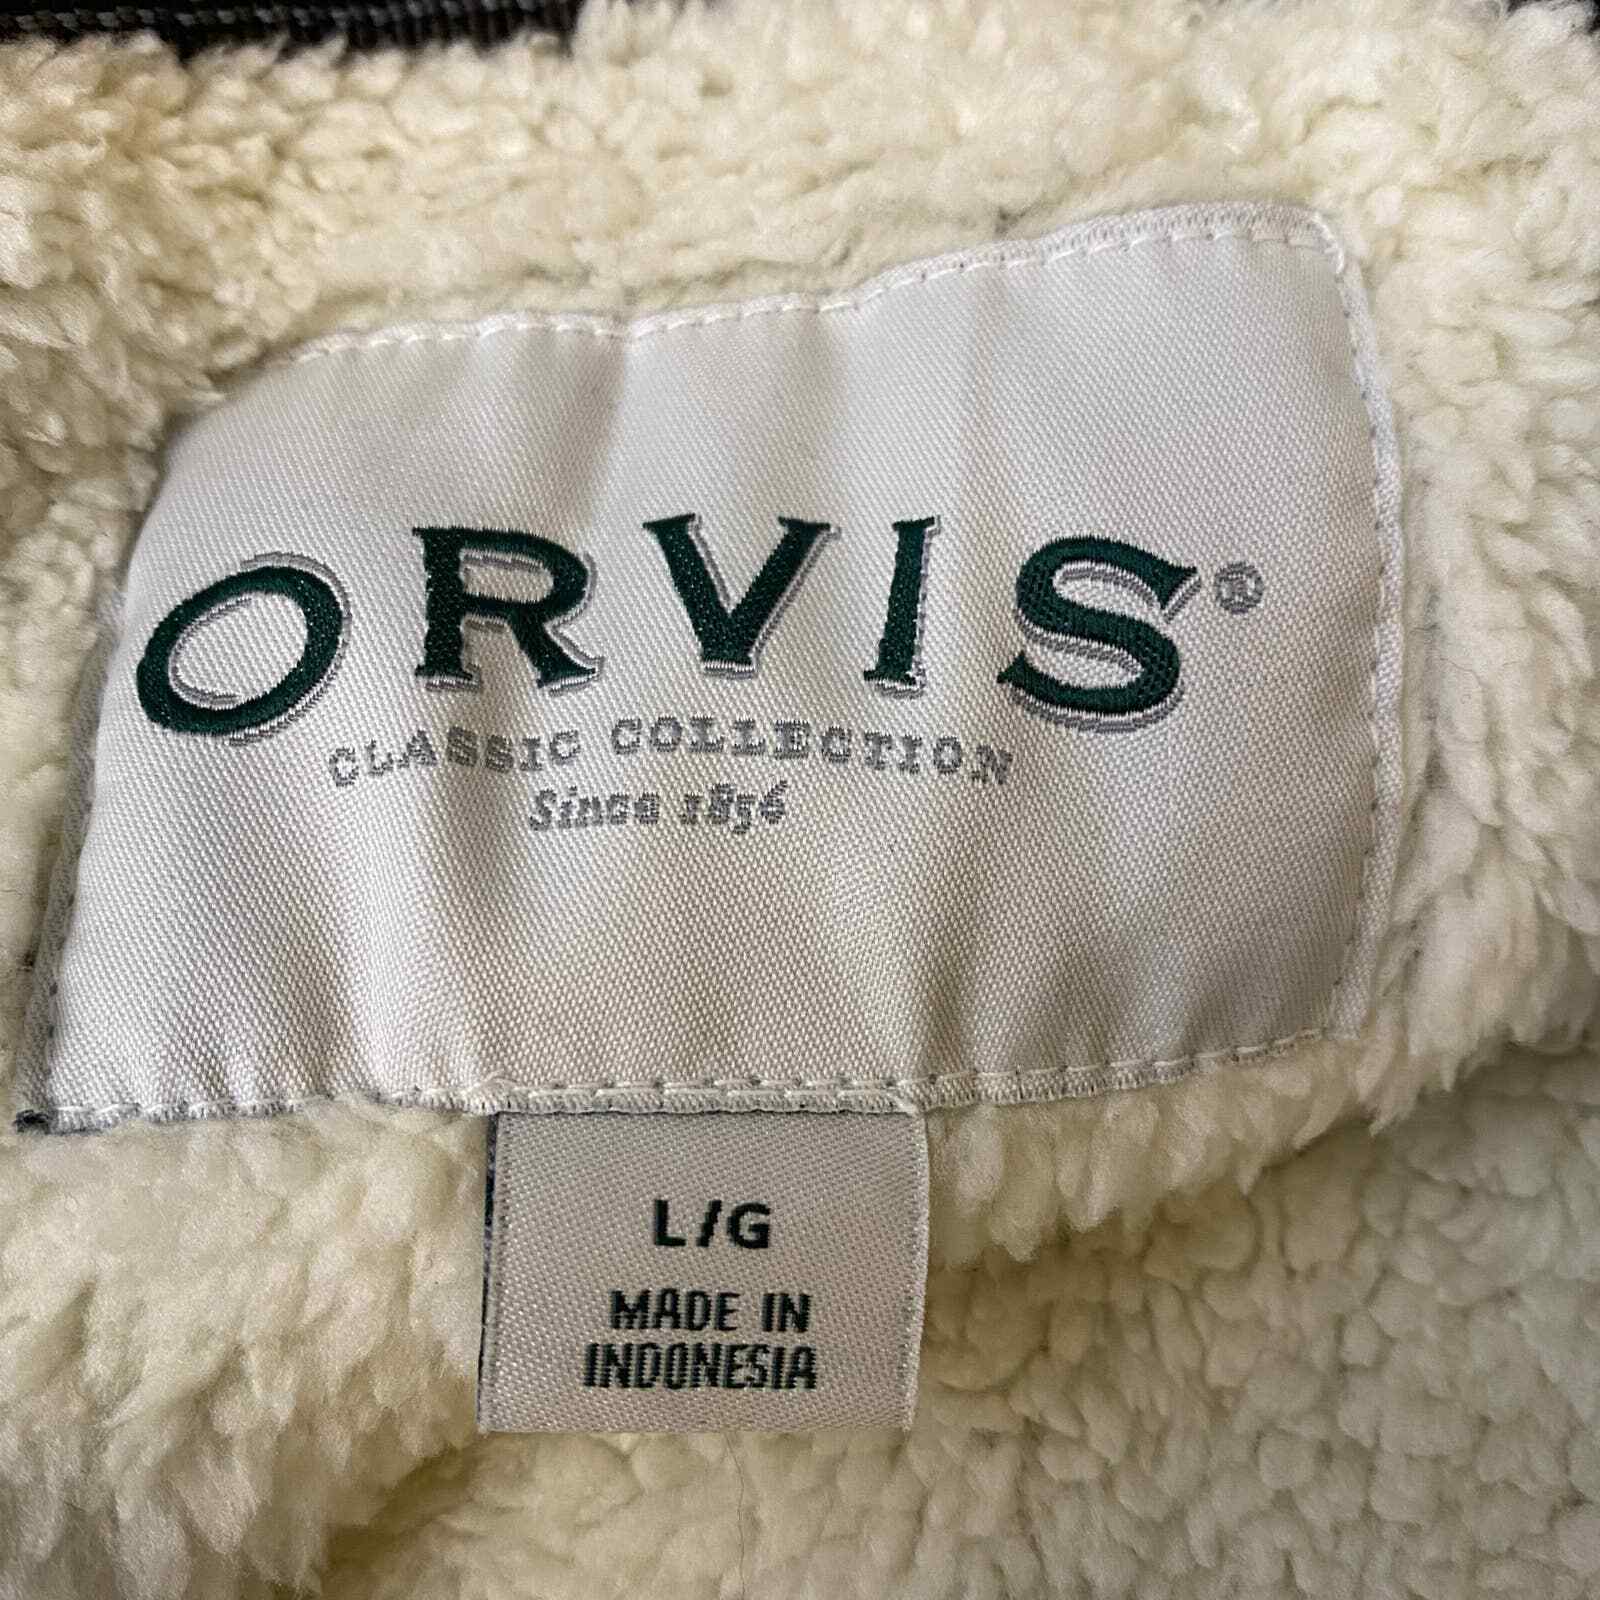 ORVIS®
CLASSIC COLLECTION
Since 1856
L/G
MADE IN
INDONESIA